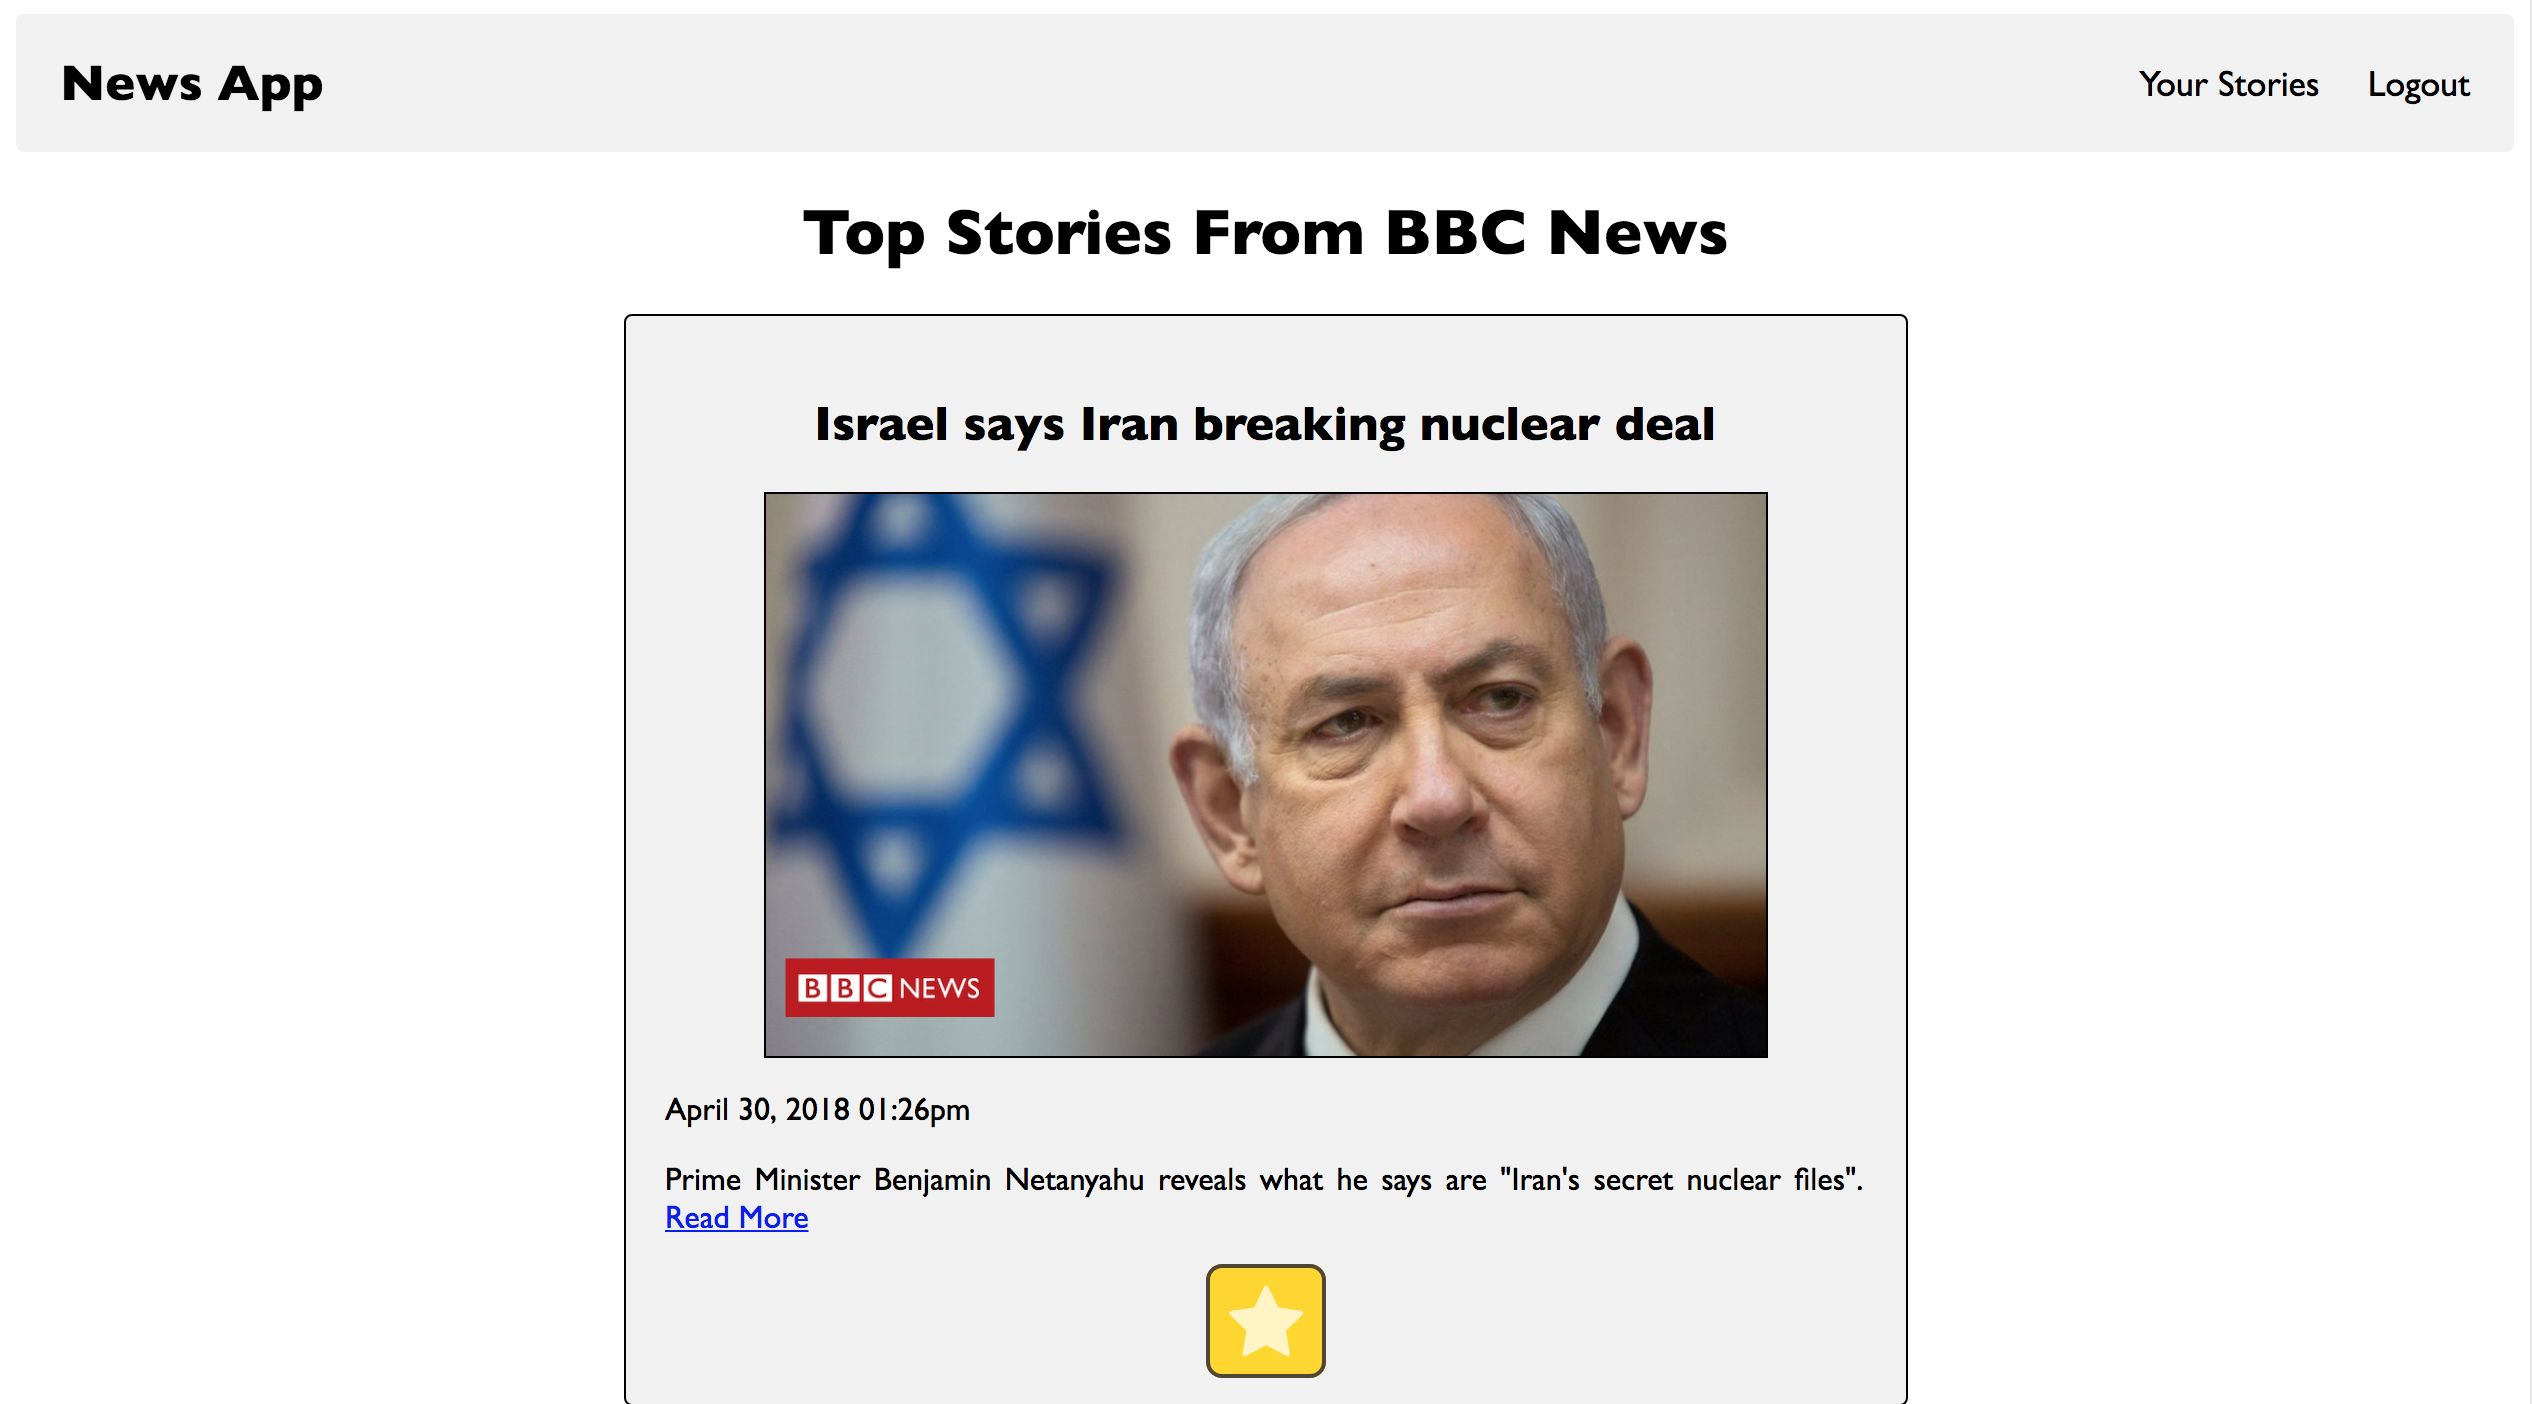 News App
Your Stories
Logout
Top Stories From BBC News
Israel says Iran breaking nuclear deal
BBC NEWS
April 30, 2018 01:26pm
Prime Minister Benjamin Netanyahu reveals what he says are "Iran's secret nuclear files".
Read More